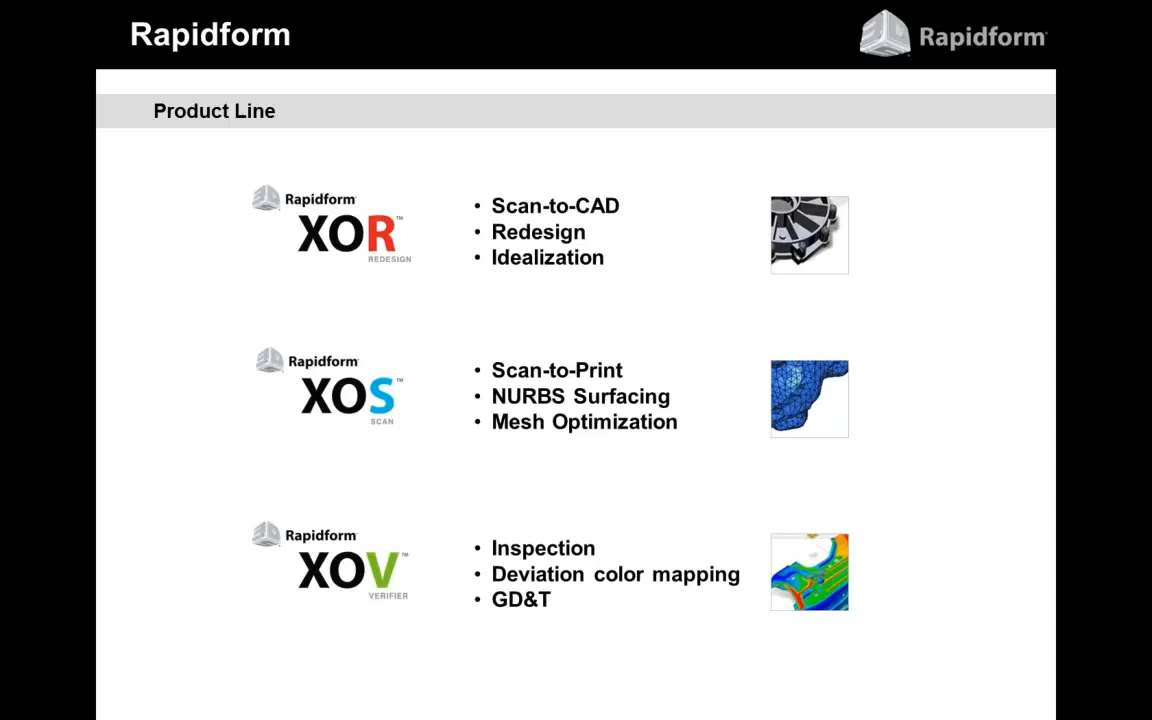 Rapidform
Rapidform
Product Line
Rapidform
XOR™
REDESIGN
• Scan-to-CAD
• Redesign
• Idealization
Rapidform
XOS™
SCAN
• Scan-to-Print
• NURBS Surfacing
• Mesh Optimization
Rapidform
XOV™
VERIFIER
• Inspection
• Deviation color mapping
• GD&T